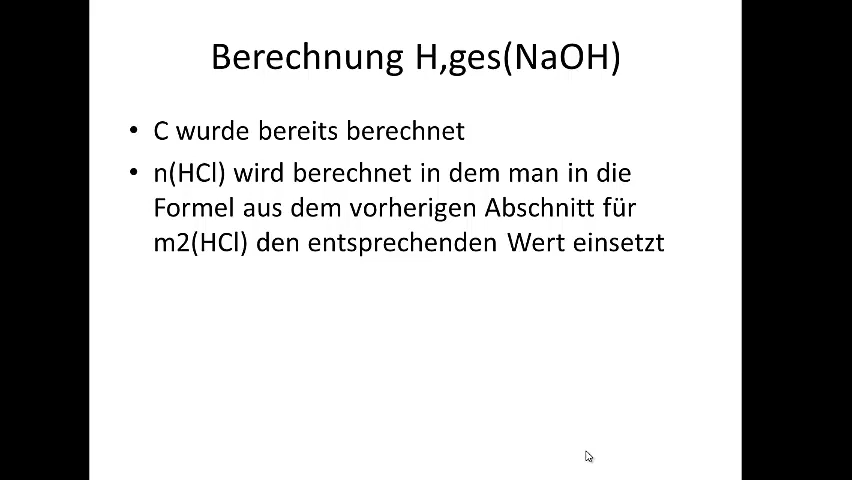 Berechnung H,ges(NaOH)
• C wurde bereits berechnet
• n(HCl) wird berechnet in dem man in die
Formel aus dem vorherigen Abschnitt für
m2(HCl) den entsprechenden Wert einsetzt